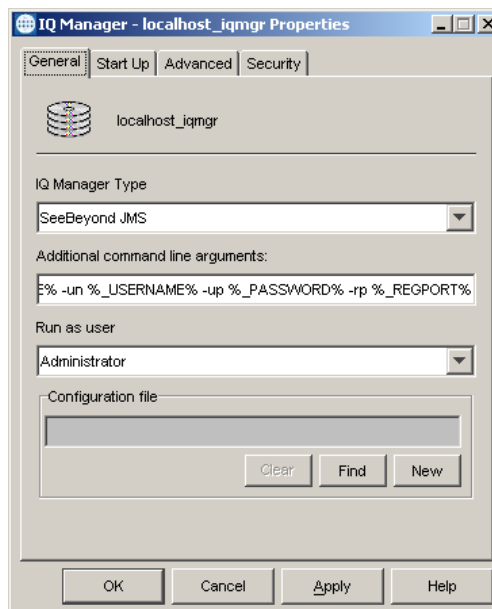 IQ Manager - localhost_iqmgr Properties
General Start Up Advanced Security
localhost_iqmgr
IQ Manager Type
SeeBeyond JMS
Additional command line arguments:
E% -un %_USERNAME% -up %_PASSWORD% -rp %_REGPORT%
Run as user
Administrator
Configuration file
Clear Find New
OK Cancel Apply Help